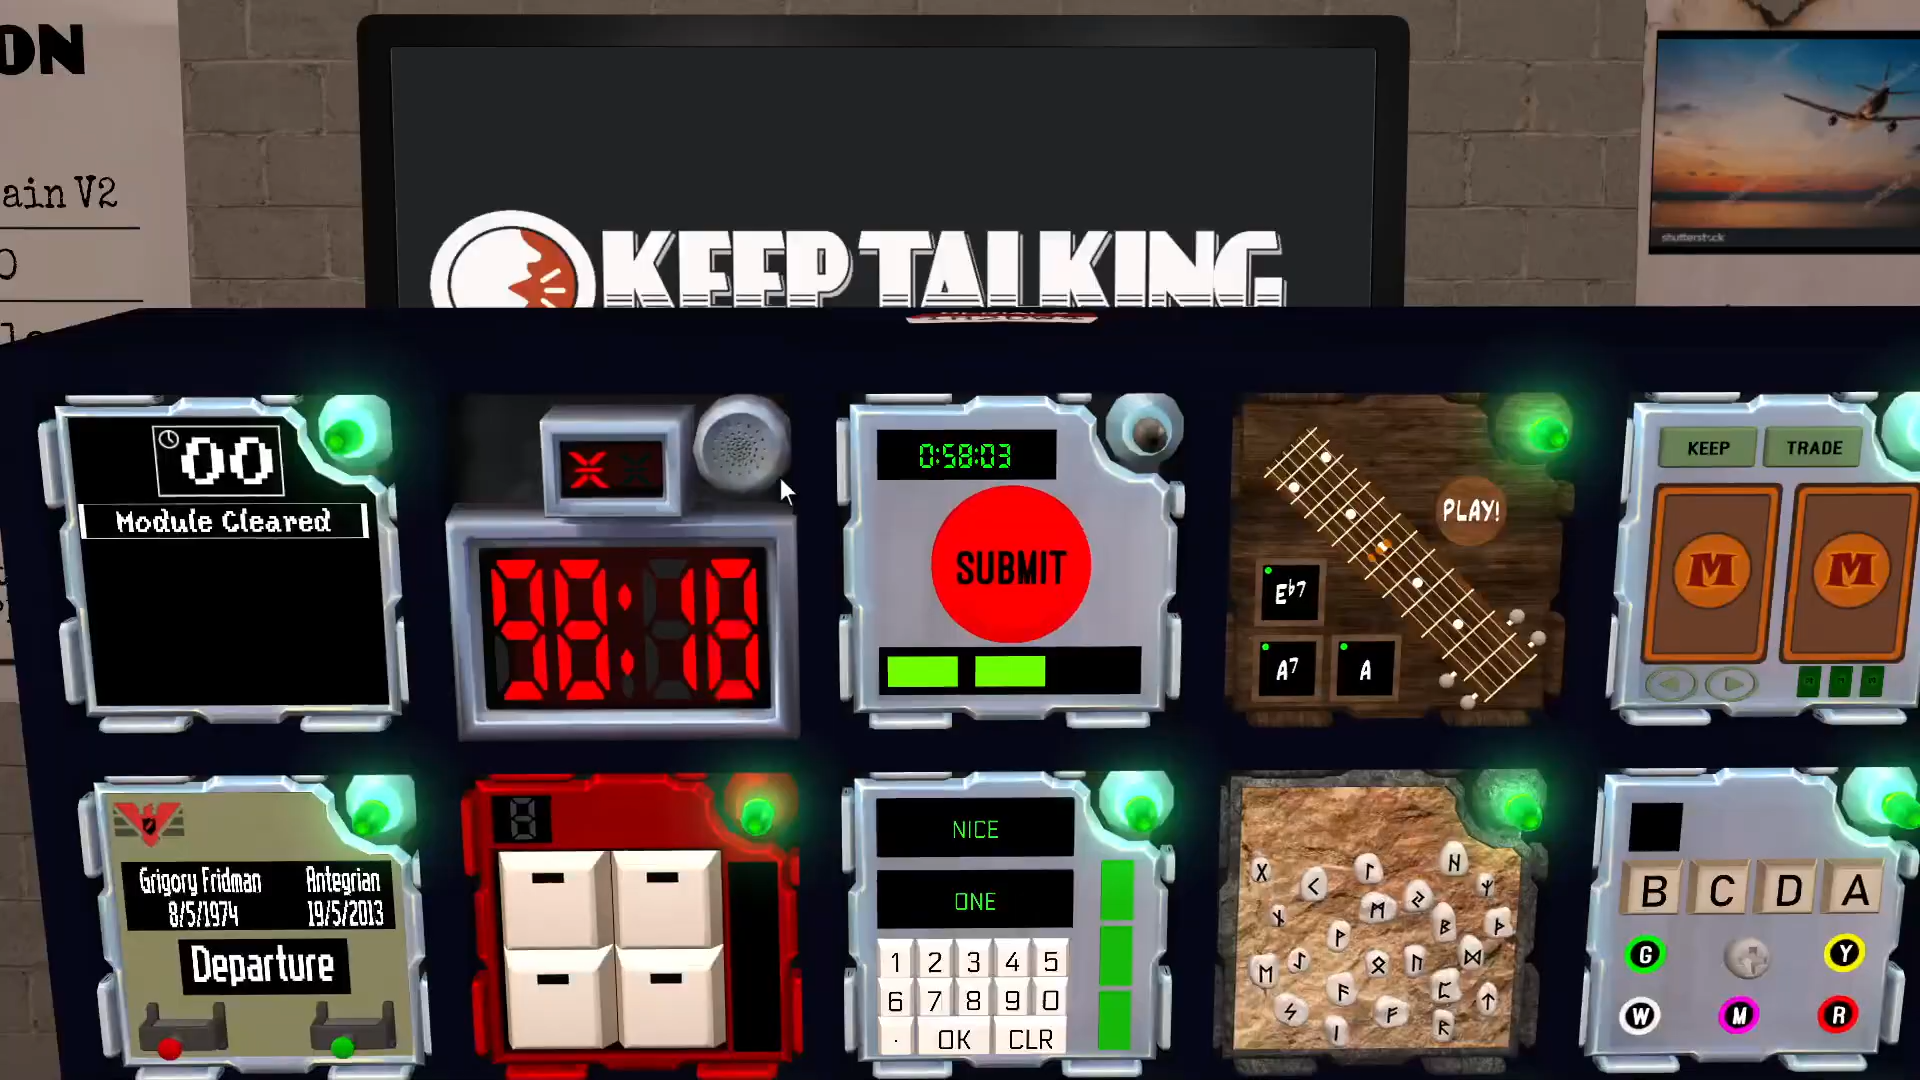 ON
ain V2
O
KEEP TALKING
shutterstock
00
Module Cleared
X
0:58:03
SUBMIT
PLAY!
E♭7
A7
A
KEEP
TRADE
M
M
Grigory Fridman
Antegrian
8/5/1974
19/5/2013
Departure
NICE
ONE
1 2 3 4 5
6 7 8 9 0
. OK CLR
B C D A
G Y
W M R